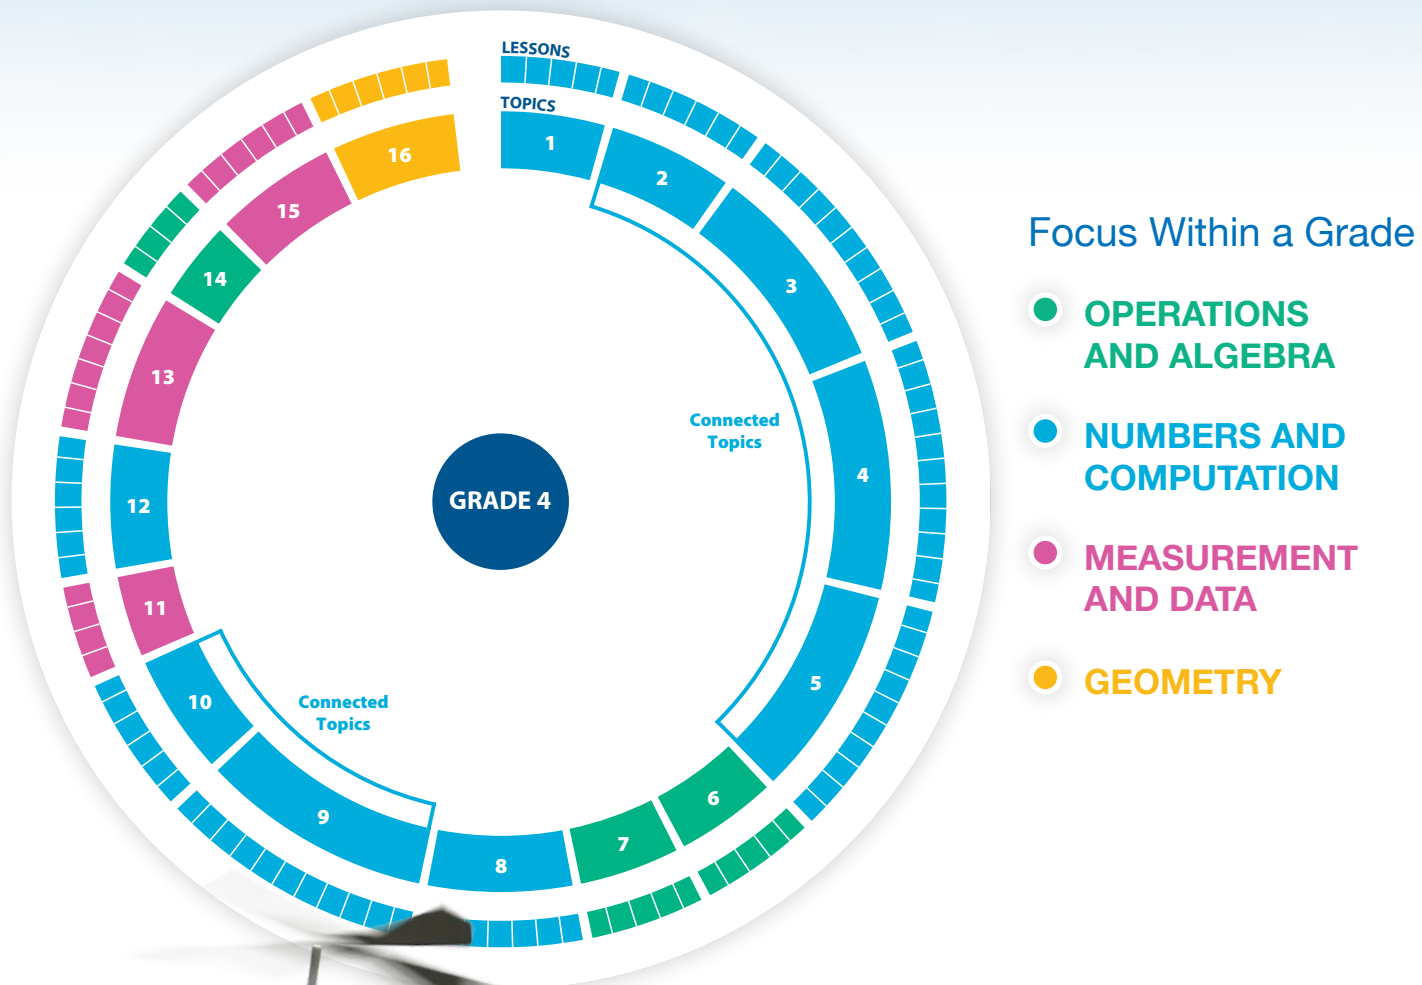 LESSONS
TOPICS
1
2
3
4
5
6
7
8
9
10
11
12
13
14
15
16
Connected
Topics
Connected
Topics
GRADE 4
Focus Within a Grade
OPERATIONS
AND ALGEBRA
NUMBERS AND
COMPUTATION
MEASUREMENT
AND DATA
GEOMETRY